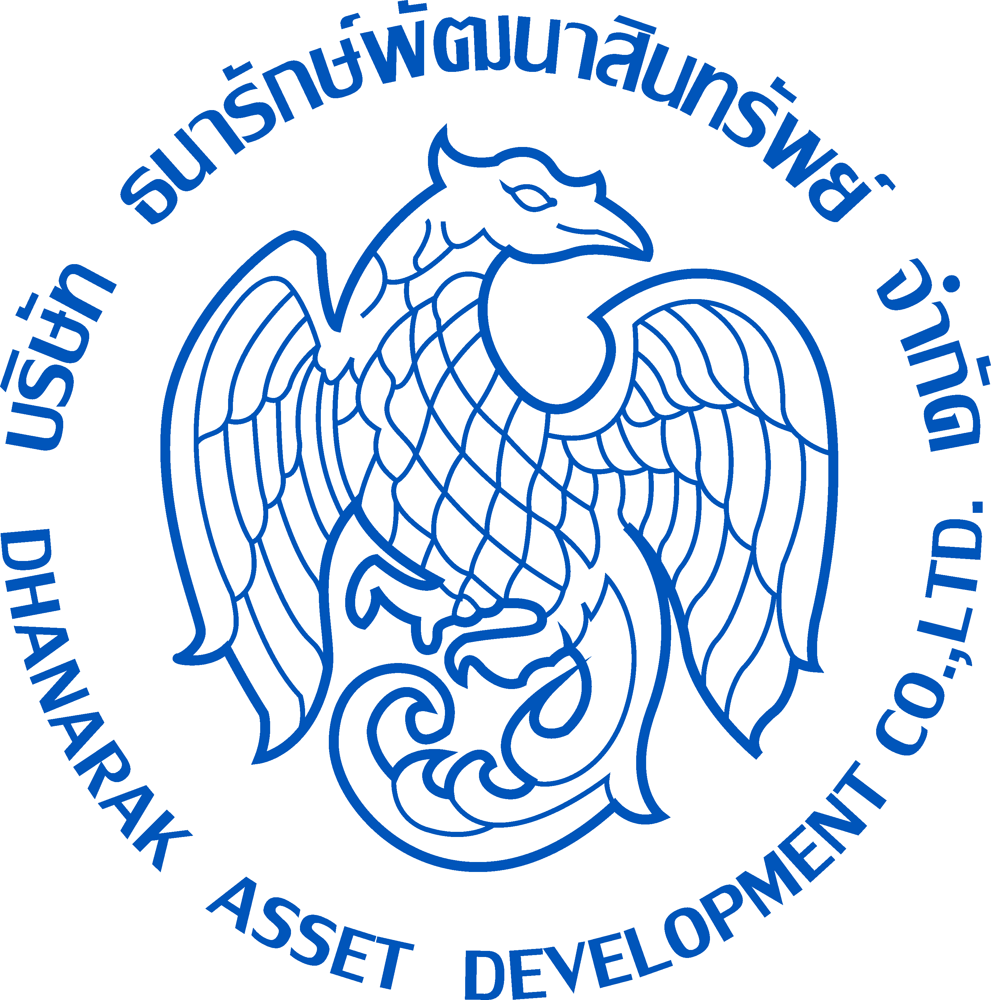 บริษัท ธนารักษ์พัฒนาสินทรัพย์ จำกัด
DHANARAK ASSET DEVELOPMENT CO., LTD.